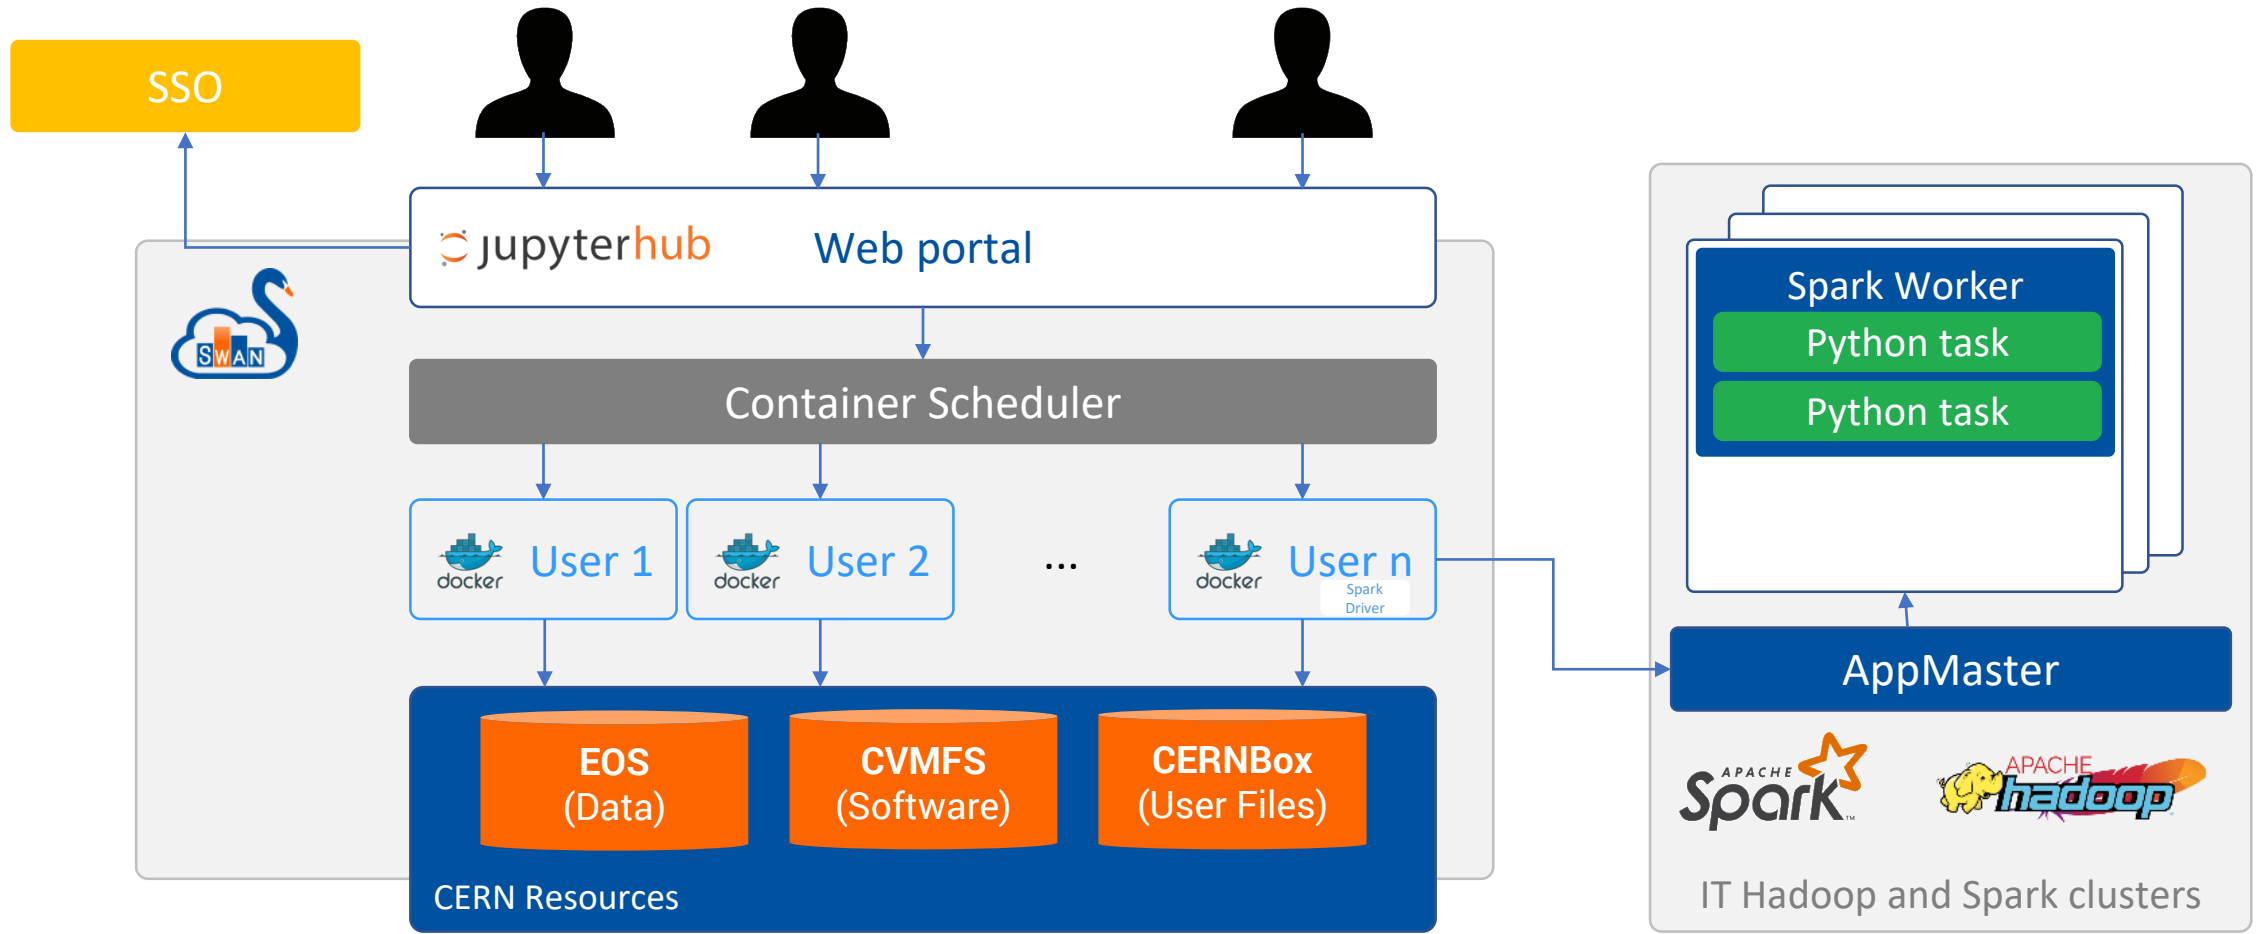 SSO
jupyterhub
Web portal
SWAN
Container Scheduler
docker
User 1
docker
User 2
...
docker
User n
Spark
Driver
EOS
(Data)
CVMFS
(Software)
CERNBox
(User Files)
CERN Resources
Spark Worker
Python task
Python task
AppMaster
APACHE
Spark
TM
APACHE
hadoop
IT Hadoop and Spark clusters